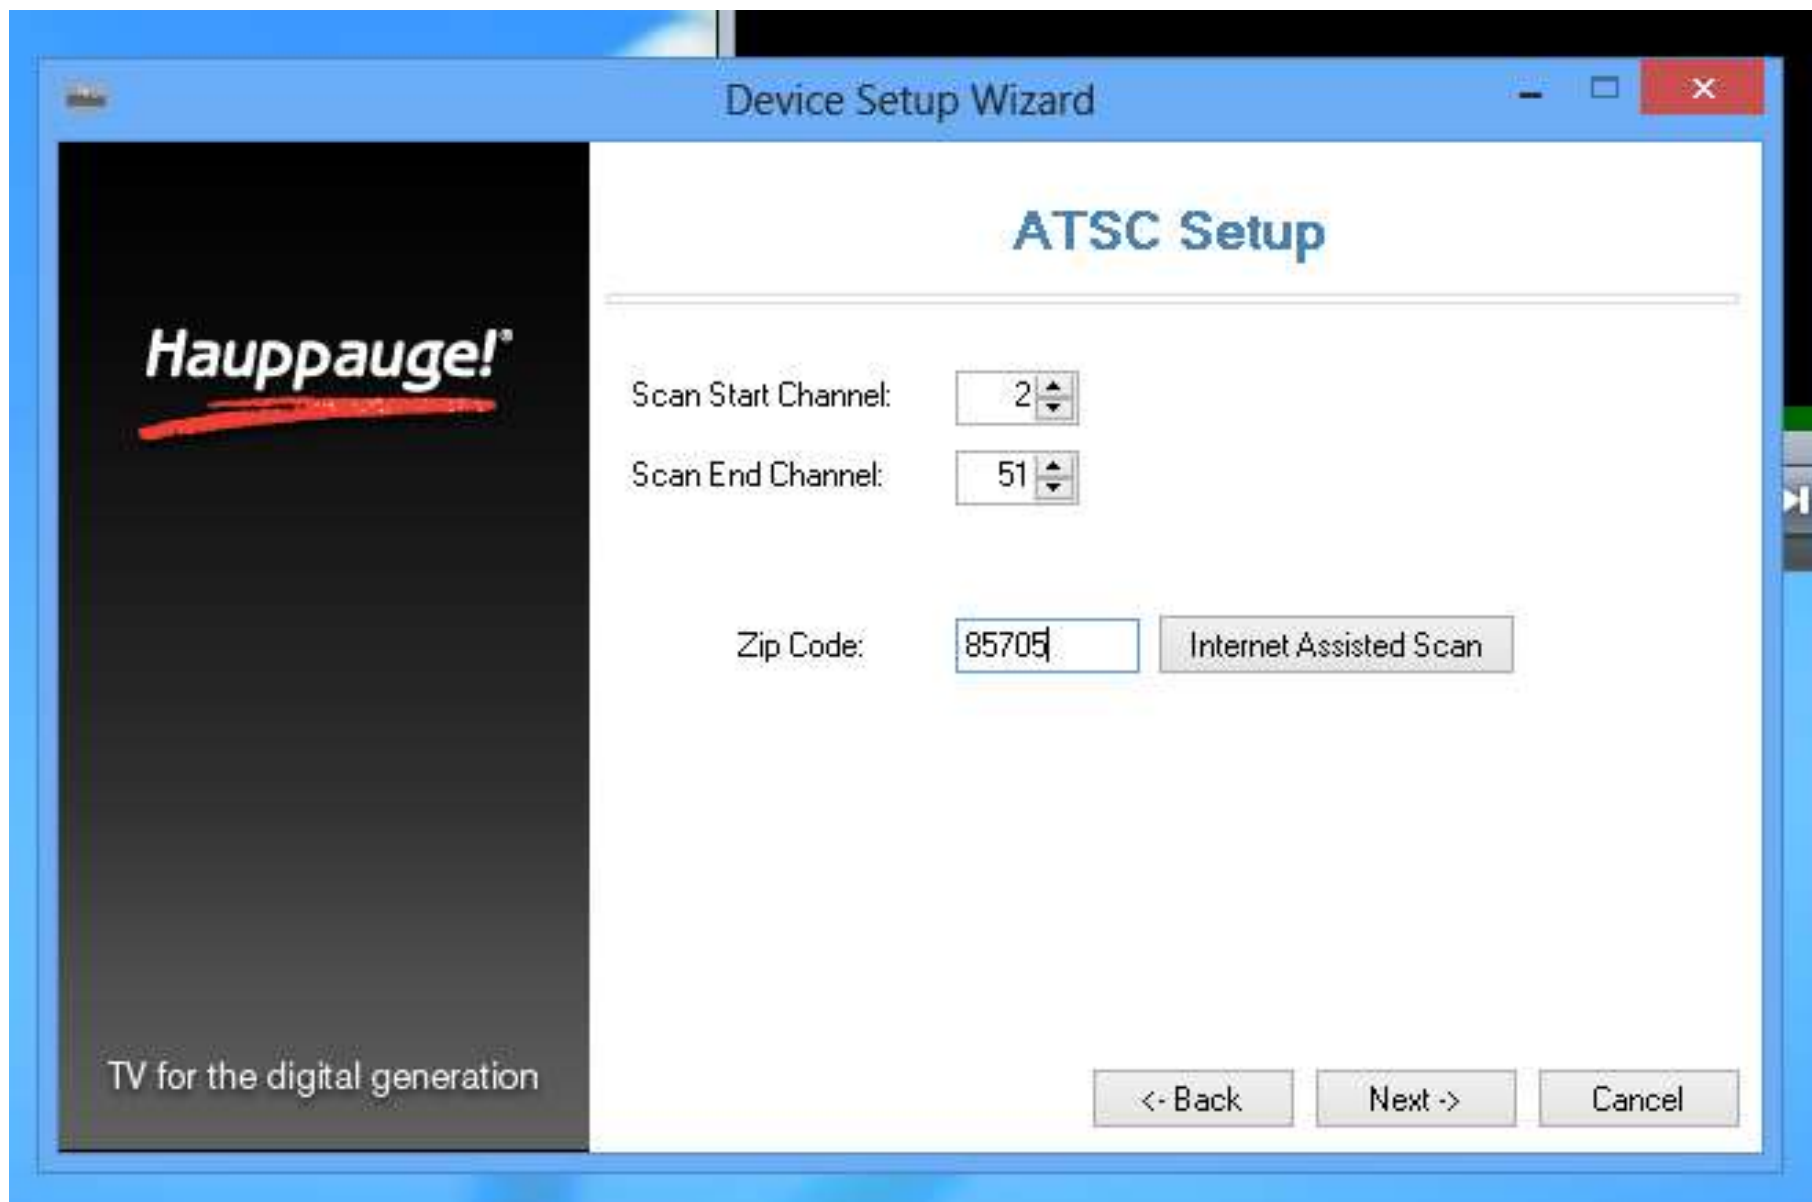 Device Setup Wizard
ATSC Setup
Hauppauge!®
Scan Start Channel: 2
Scan End Channel: 51
Zip Code: 85705 Internet Assisted Scan
TV for the digital generation
<- Back Next -> Cancel